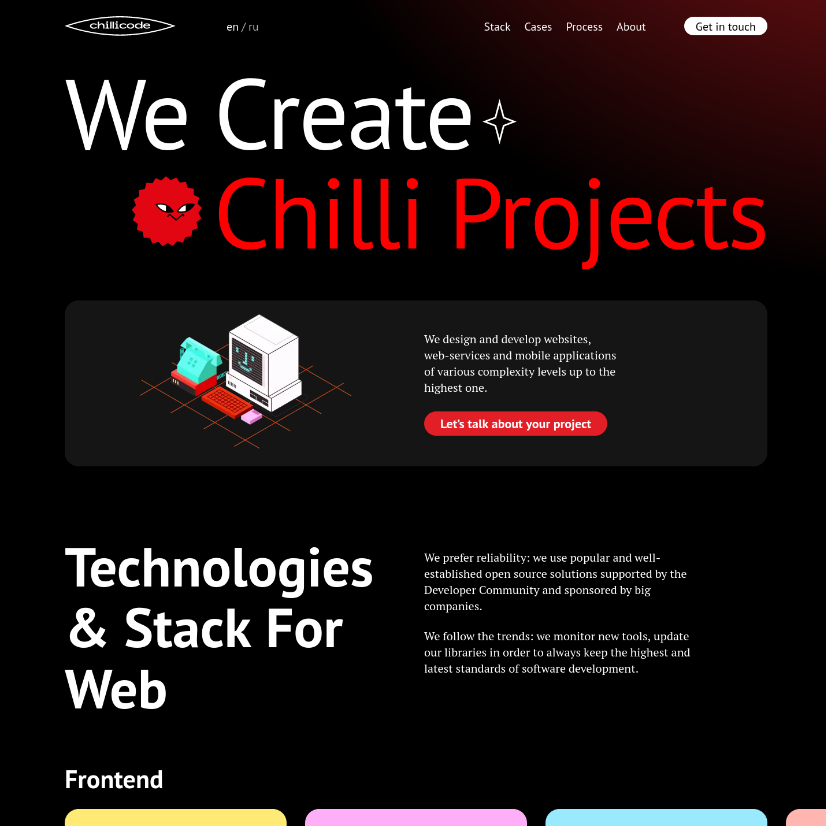 chillicode
en / ru
Stack Cases Process About Get in touch
We Create
Chilli Projects
We design and develop websites,
web-services and mobile applications
of various complexity levels up to the
highest one.
Let's talk about your project
Technologies
& Stack For
Web
We prefer reliability: we use popular and well-
established open source solutions supported by the
Developer Community and sponsored by big
companies.
We follow the trends: we monitor new tools, update
our libraries in order to always keep the highest and
latest standards of software development.
Frontend